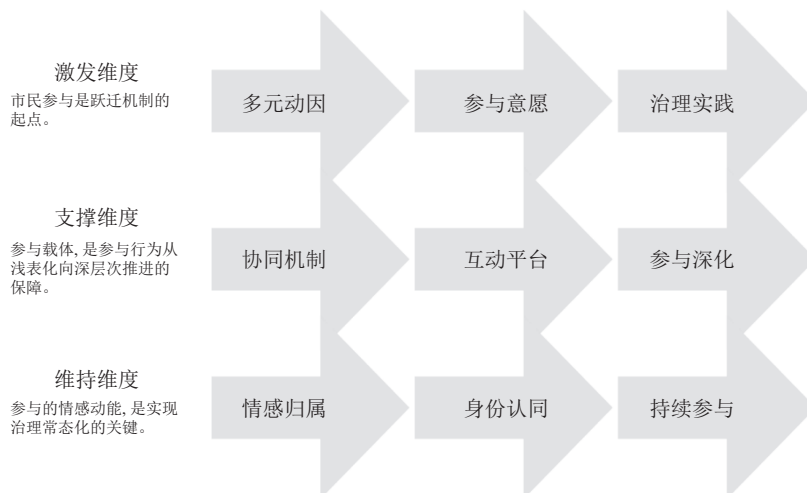 激发维度
市民参与是跃迁机制的
起点。
多元动因
参与意愿
治理实践
支撑维度
参与载体, 是参与行为从
浅表化向深层次推进的
保障。
协同机制
互动平台
参与深化
维持维度
参与的情感动能, 是实现
治理常态化的关键。
情感归属
身份认同
持续参与